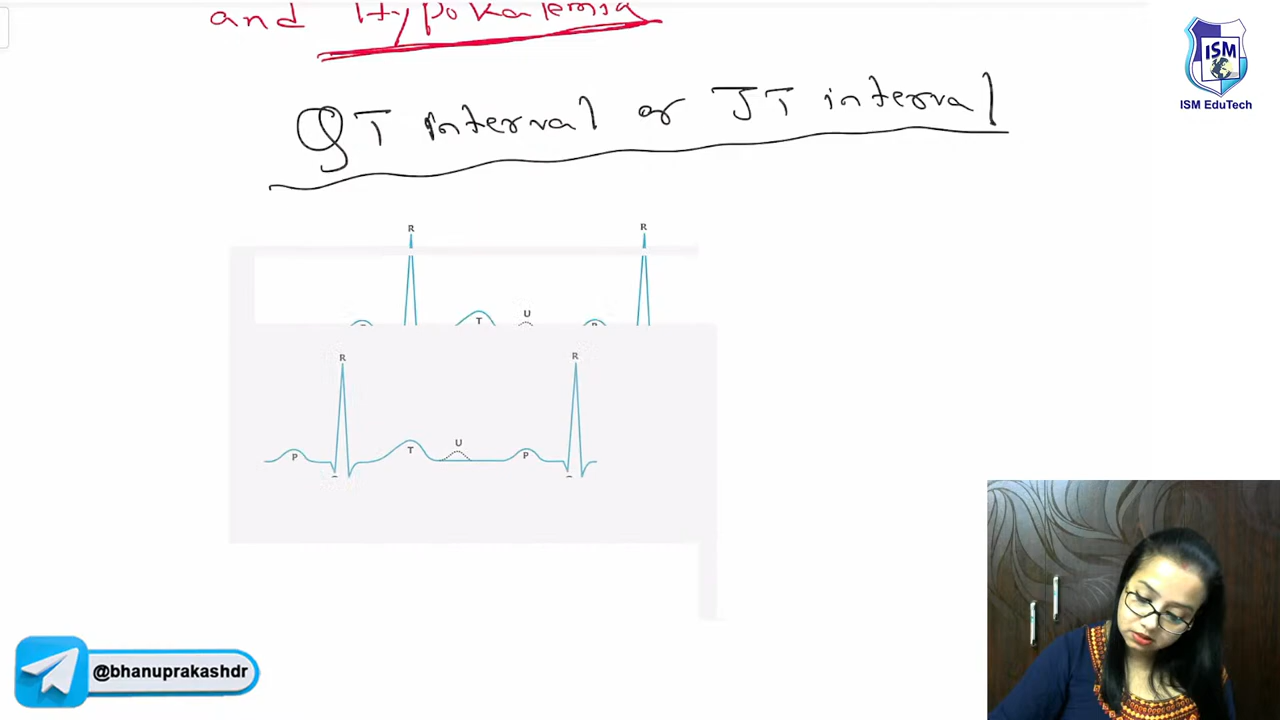 and Hypokalemia
ISM
ISM EduTech
QT interval or JT interval
R R
T U P
R R
P T U P
@bhanuprakashdr